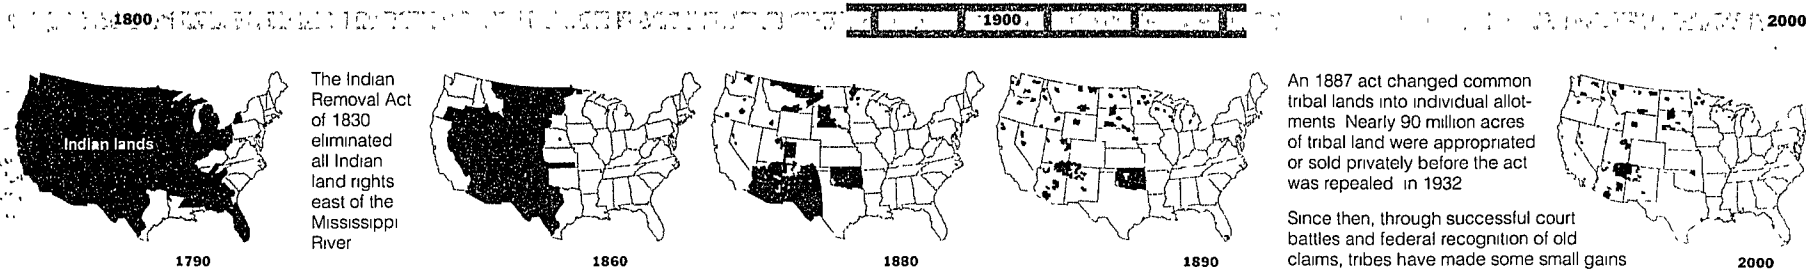 1800
1900
2000
Indian lands
1790
The Indian
Removal Act
of 1830
eliminated
all Indian
land rights
east of the
Mississippi
River
1860
1880
1890
An 1887 act changed common
tribal lands into individual allot-
ments Nearly 90 million acres
of tribal land were appropriated
or sold privately before the act
was repealed in 1932
Since then, through successful court
battles and federal recognition of old
claims, tribes have made some small gains
2000